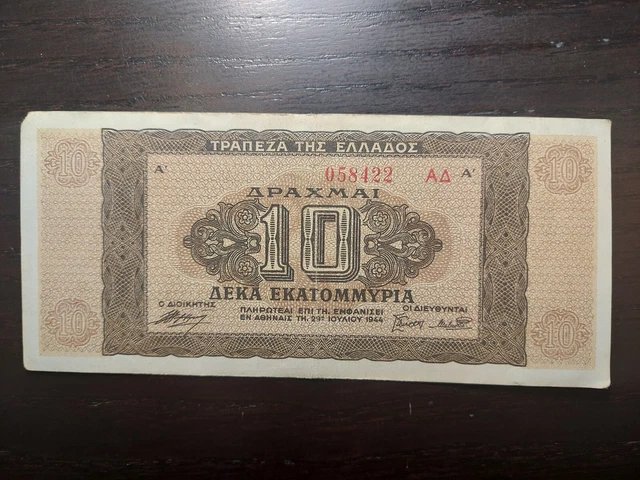 ΤΡΑΠΕΖΑ ΤΗΣ ΕΛΛΑΔΟΣ
10 10
Α΄ 058422 ΑΔ Α΄
ΔΡΑΧΜΑΙ
10
ΔΕΚΑ ΕΚΑΤΟΜΜΥΡΙΑ
Ο ΔΙΟΙΚΗΤΗΣ ΟΙ ΔΙΕΥΘΥΝΤΑΙ
ΠΛΗΡΩΤΕΑΙ ΕΠΙ ΤΗ ΕΜΦΑΝΙΣΕΙ
ΕΝ ΑΘΗΝΑΙΣ ΤΗ, 29ῃ ΙΟΥΛΙΟΥ 1944
10 10